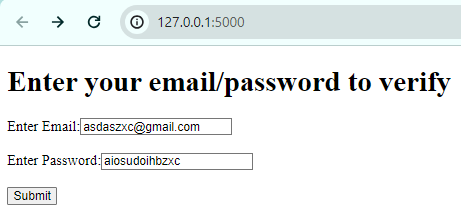 127.0.0.1:5000
Enter your email/password to verify
Enter Email: asdaszxc@gmail.com
Enter Password: aiosudoihbzxc
Submit